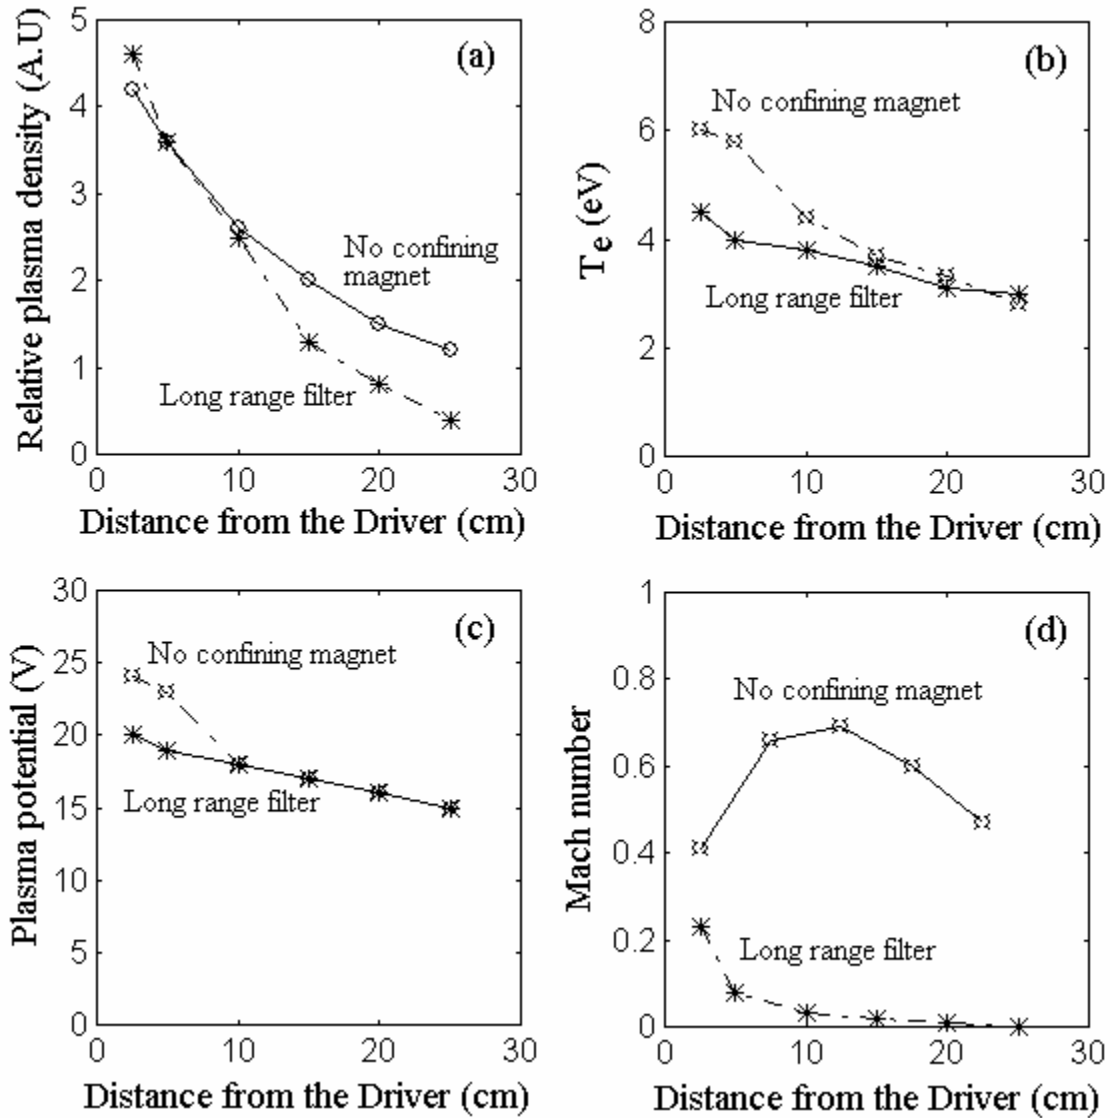 Relative plasma density (A.U)
5
4
3
2
1
0
(a)
No confining
magnet
Long range filter
0 10 20 30
Distance from the Driver (cm)
Te (eV)
8
6
4
2
0
(b)
No confining magnet
Long range filter
0 10 20 30
Distance from the Driver (cm)
Plasma potential (V)
30
25
20
15
10
5
0
(c)
No confining magnet
Long range filter
0 10 20 30
Distance from the Driver (cm)
Mach number
1
0.8
0.6
0.4
0.2
0
(d)
No confining magnet
Long range filter
0 10 20 30
Distance from the Driver (cm)